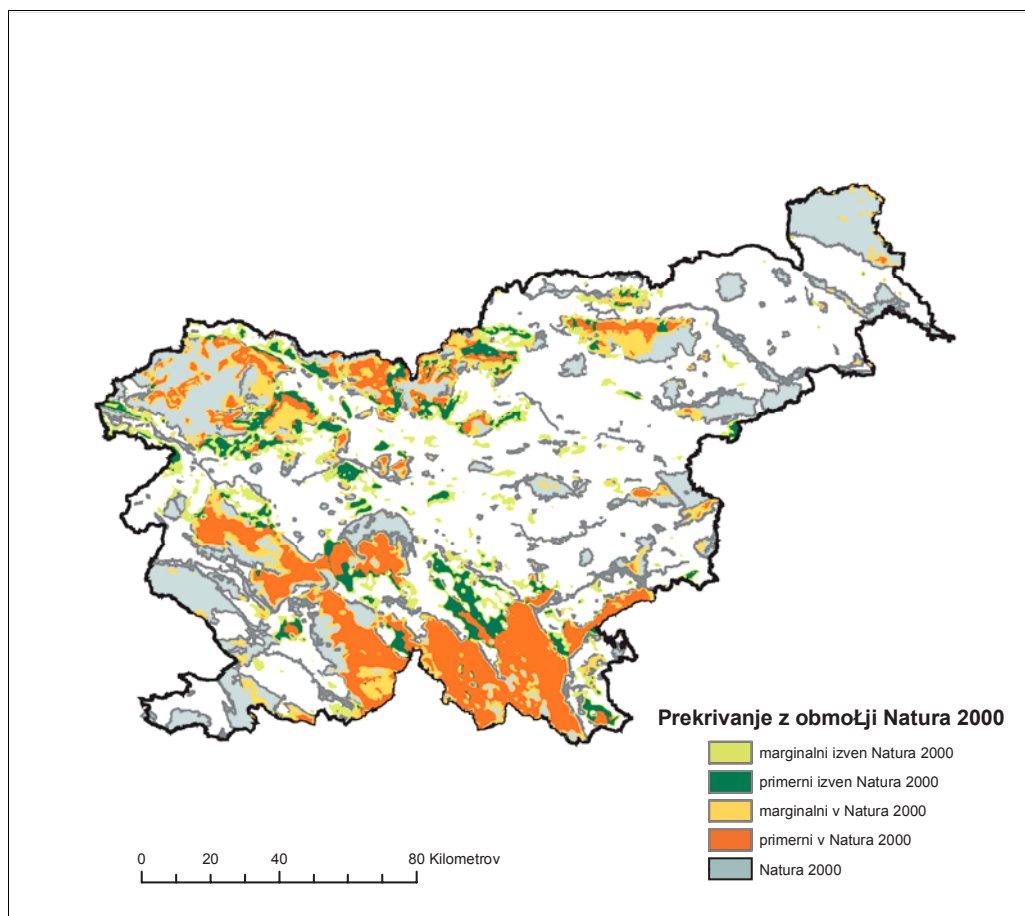 Prekrivanje z obmoŁji Natura 2000
marginalni izven Natura 2000
primerni izven Natura 2000
marginalni v Natura 2000
primerni v Natura 2000
Natura 2000
0 20 40 80 Kilometrov